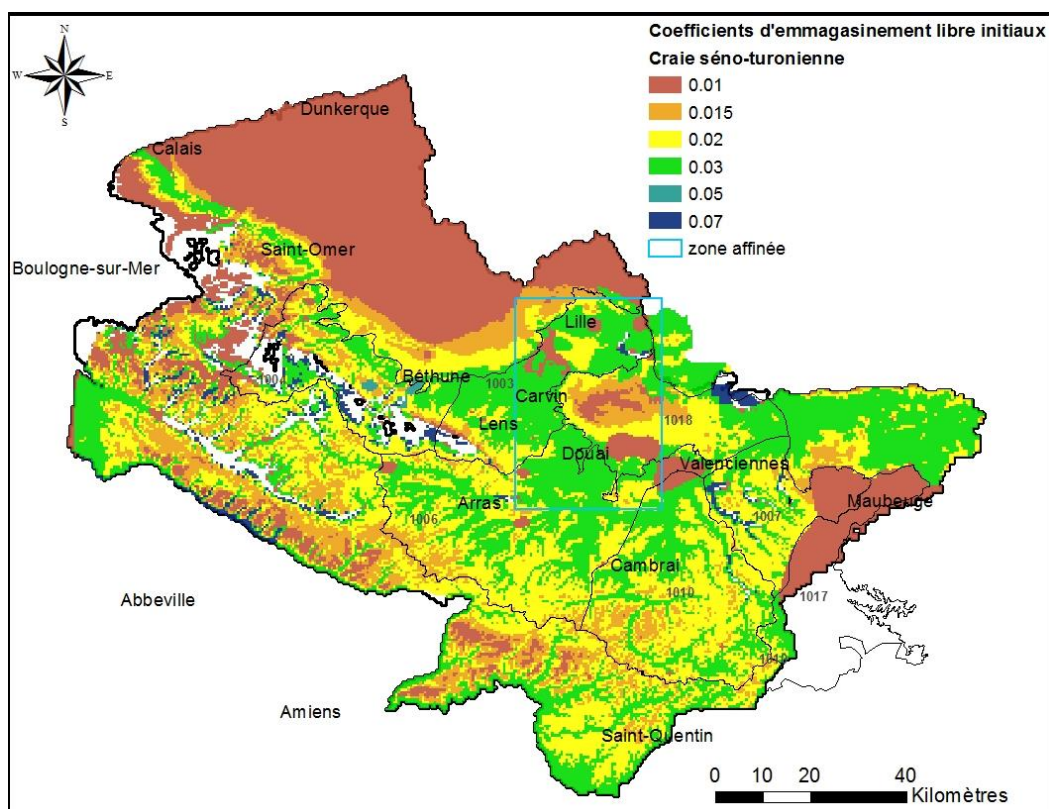 Coefficients d'emmagasinement libre initiaux
Craie séno-turonienne
0.01
0.015
0.02
0.03
0.05
0.07
zone affinée
N
W E
S
Dunkerque
Calais
Saint-Omer
Boulogne-sur-Mer
Lille
Béthune
1003
Carvin
Lens
1018
Douai
Valenciennes
Arras
Maubeuge
1006
1007
Cambrai
1010
1017
Abbeville
Amiens
Saint-Quentin
0 10 20 40
Kilomètres